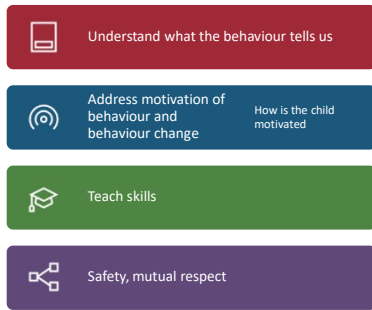 Understand what the behaviour tells us
Address motivation of
behaviour and
behaviour change
How is the child
motivated
Teach skills
Safety, mutual respect